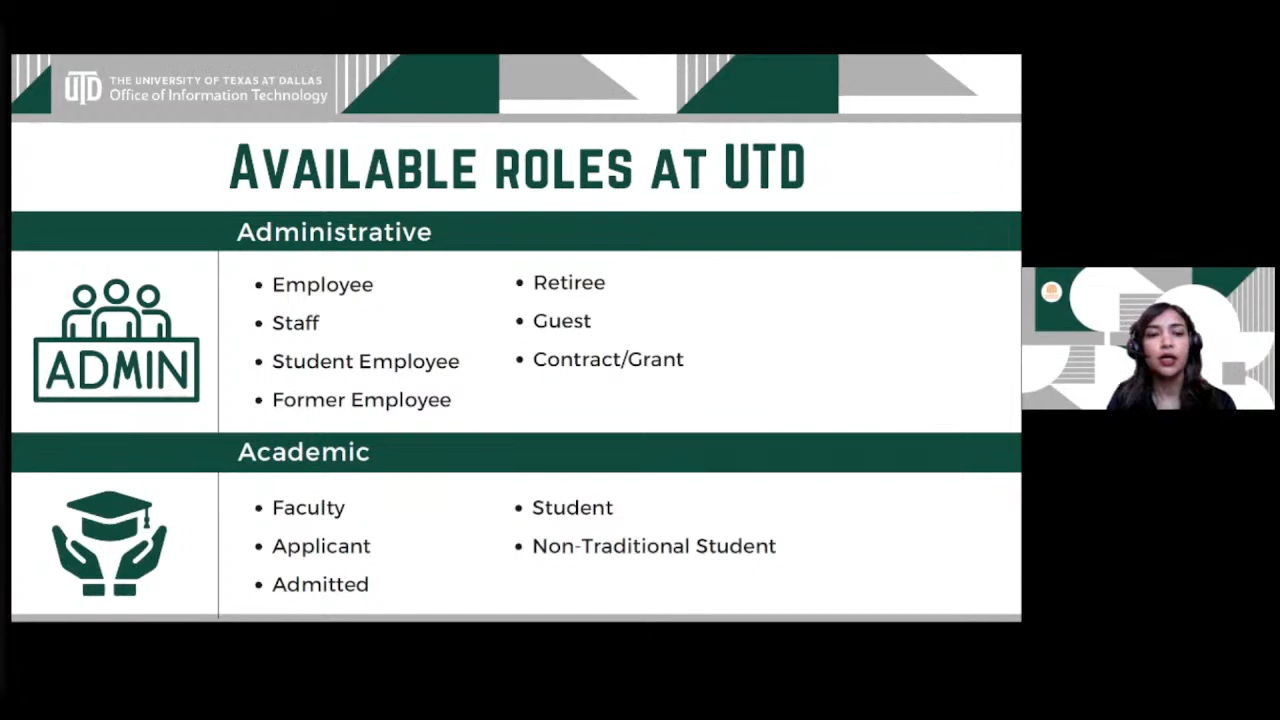 UTD
THE UNIVERSITY OF TEXAS AT DALLAS
Office of Information Technology
AVAILABLE ROLES AT UTD
Administrative
ADMIN
• Employee
• Staff
• Student Employee
• Former Employee
• Retiree
• Guest
• Contract/Grant
Academic
• Faculty
• Applicant
• Admitted
• Student
• Non-Traditional Student